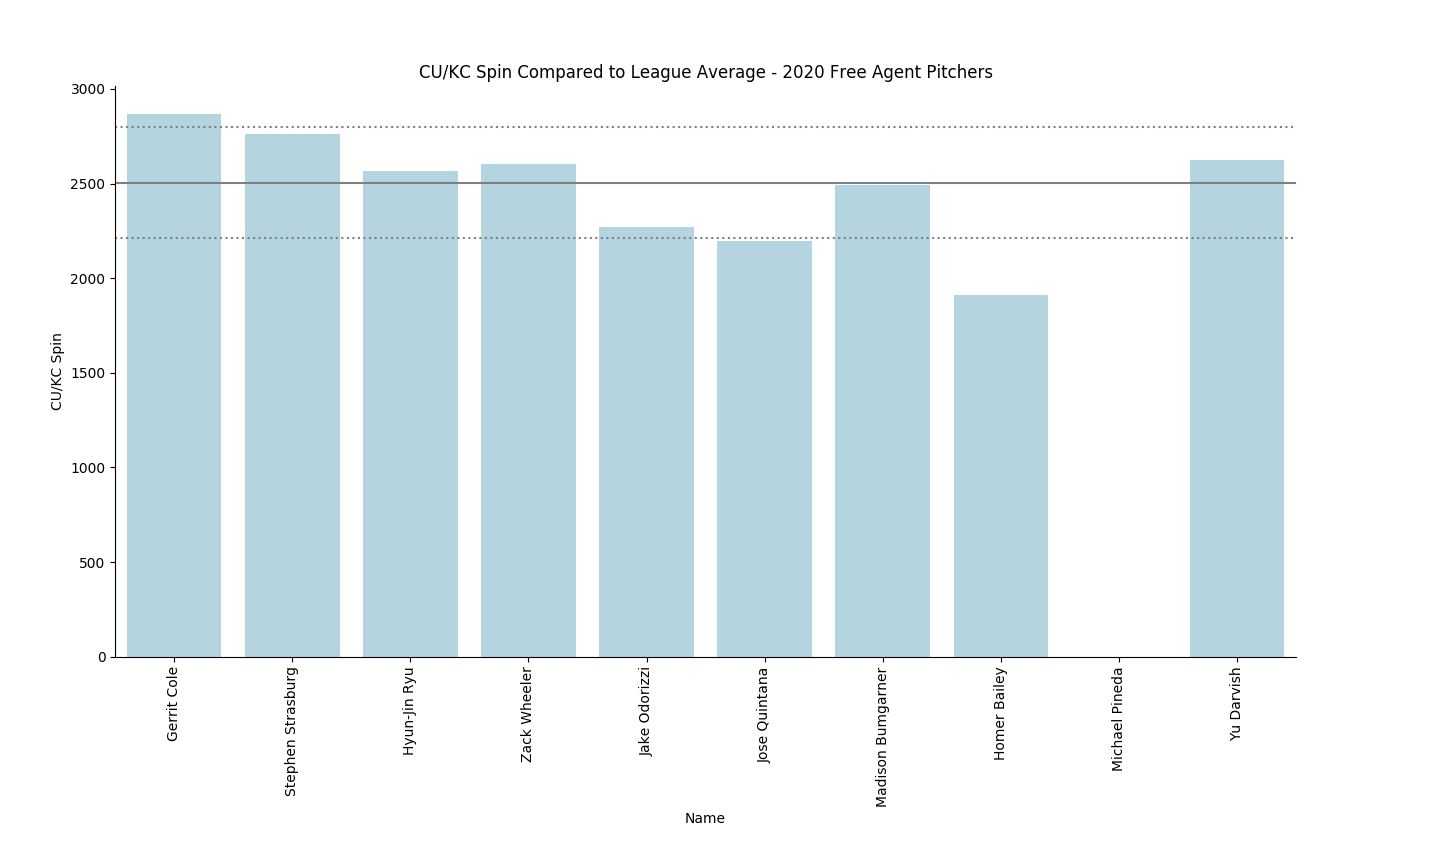 CU/KC Spin Compared to League Average - 2020 Free Agent Pitchers
CU/KC Spin
3000
2500
2000
1500
1000
500
0
Gerrit Cole
Stephen Strasburg
Hyun-Jin Ryu
Zack Wheeler
Jake Odorizzi
Jose Quintana
Madison Bumgarner
Homer Bailey
Michael Pineda
Yu Darvish
Name